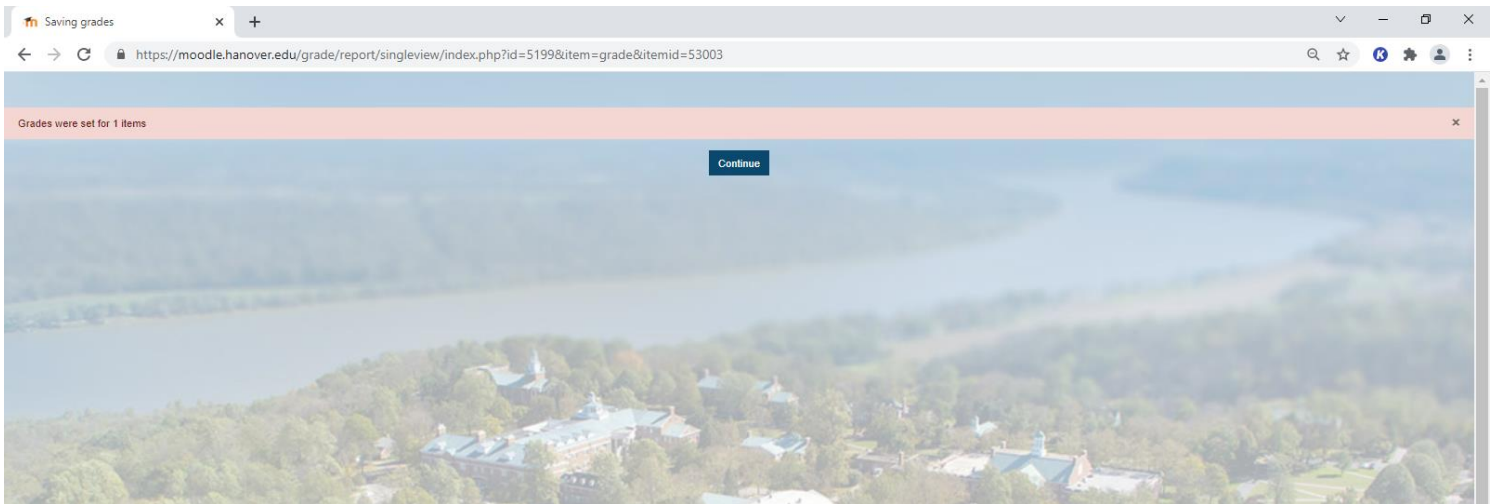 Saving grades
https://moodle.hanover.edu/grade/report/singleview/index.php?id=5199&item=grade&itemid=53003
Grades were set for 1 items
Continue